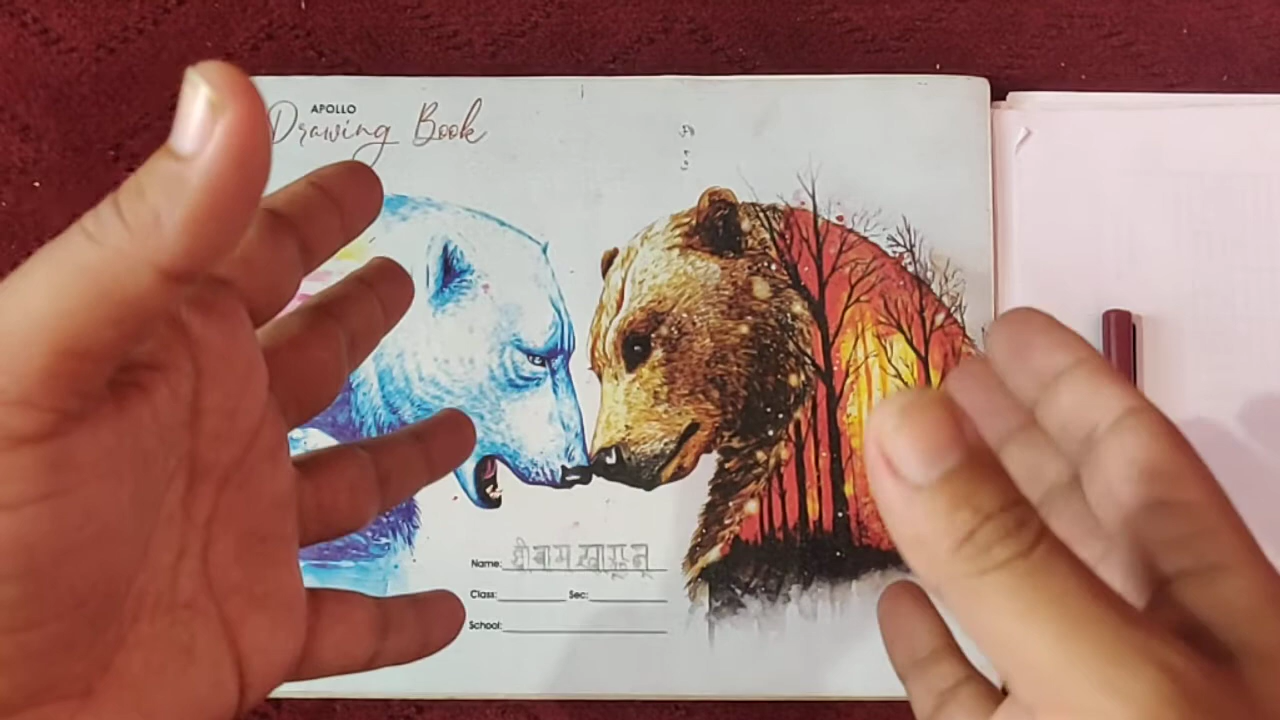 APOLLO
Drawing Book
Name:
Class: Sec:
School: